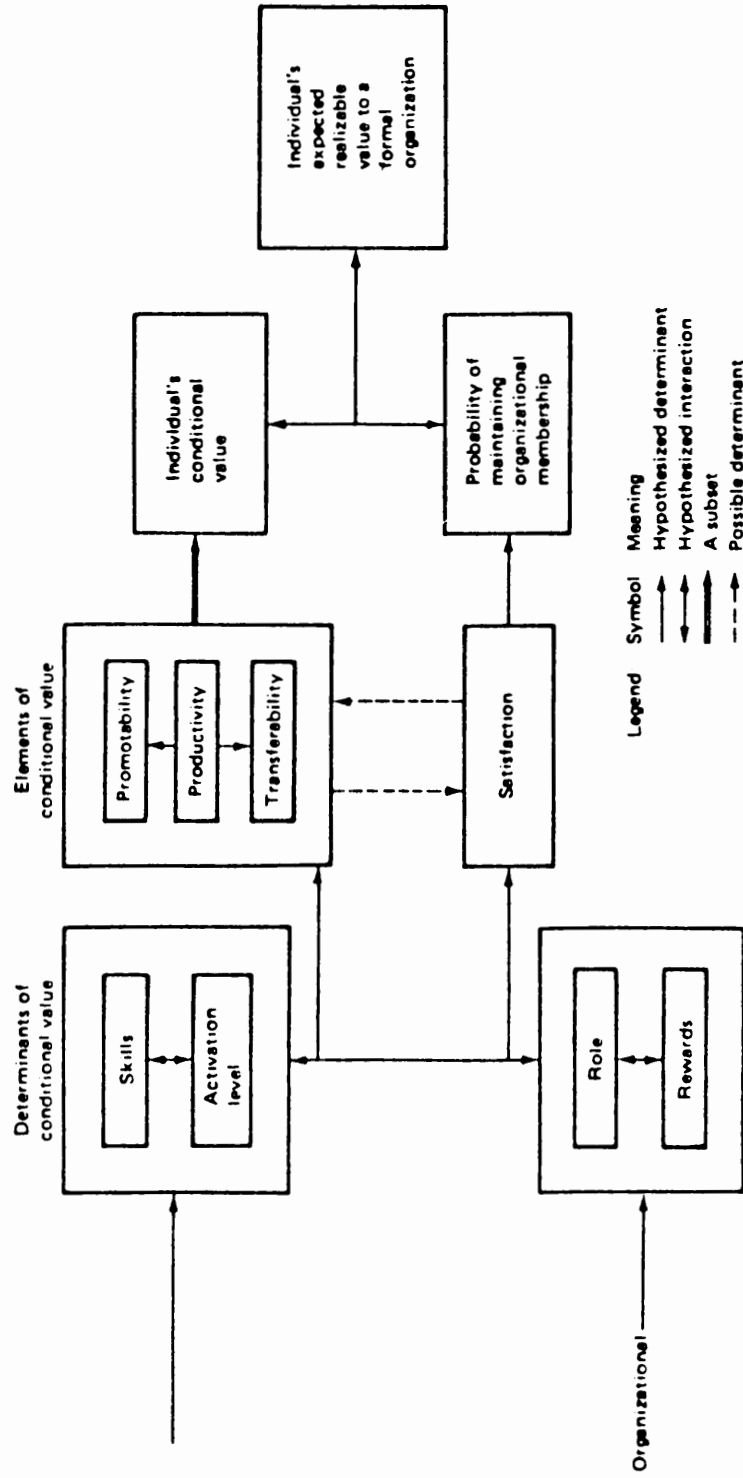 Determinants of
conditional value
Skills
Activation
level
Organizational
Role
Rewards
Elements of
conditional value
Promotability
Productivity
Transferability
Satisfaction
Individual's
conditional
value
Probability of
maintaining
organizational
membership
Individual's
expected
realizable
value to a
formal
organization
Legend Symbol Meaning
Hypothesized determinant
Hypothesized interaction
A subset
Possible determinant